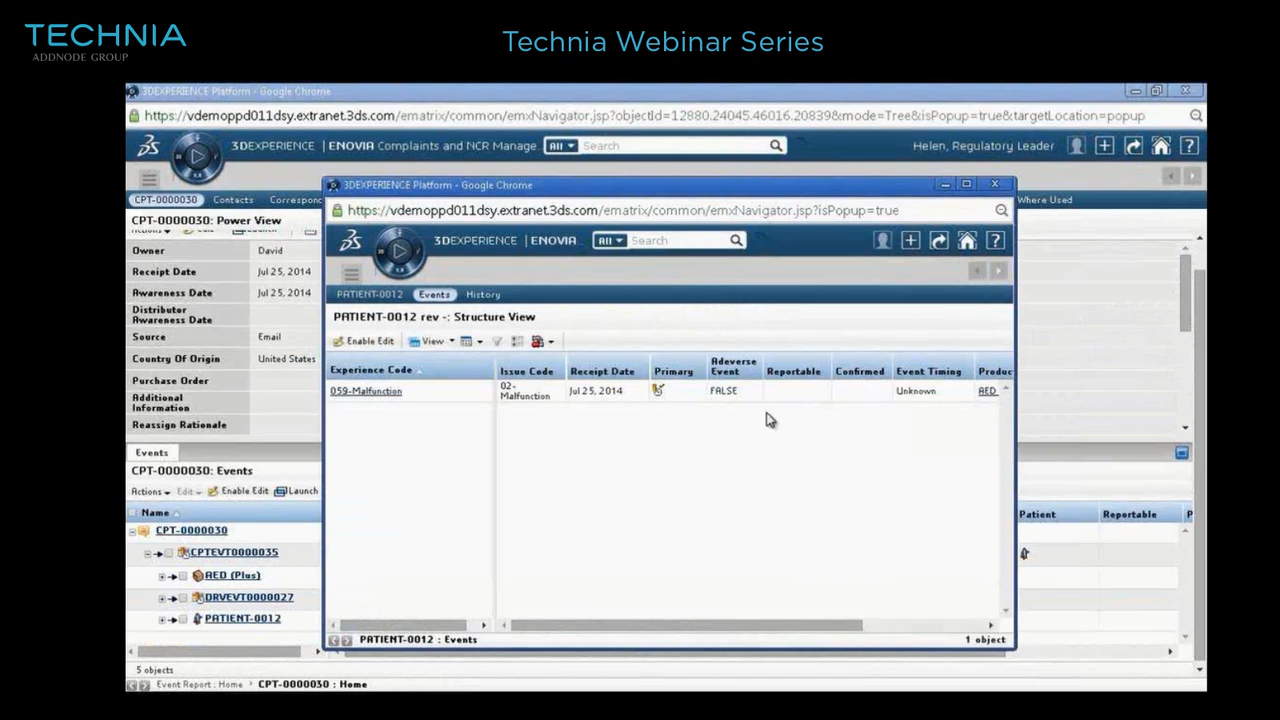 TECHNIA
ADDNODE GROUP
Technia Webinar Series
3DEXPERIENCE Platform - Google Chrome
https://vdemoppd011dsy.extranet.3ds.com/ematrix/common/emxNavigator.jsp?objectId=12880.24045.46016.20839&mode=Tree&isPopup=true&targetLocation=popup
3DEXPERIENCE | ENOVIA Complaints and NCR Manage.. All Search Helen, Regulatory Leader
CPT-0000030 Contacts Correspond Where Used
CPT-0000030: Power View
Owner David
Receipt Date Jul 25, 2014
Awareness Date Jul 25, 2014
Distributor
Awareness Date
Source Email
Country Of Origin United States
Purchase Order
Additional
Information
Reassign Rationale
3DEXPERIENCE Platform - Google Chrome
https://vdemoppd011dsy.extranet.3ds.com/ematrix/common/emxNavigator.jsp?isPopup=true
3DEXPERIENCE | ENOVIA All Search
PATIENT-0012 Events History
PATIENT-0012 rev -: Structure View
Enable Edit View
Experience Code Issue Code Receipt Date Primary Adeverse Event Reportable Confirmed Event Timing Produc
059-Malfunction 02-Malfunction Jul 25, 2014 FALSE Unknown AED
PATIENT-0012 : Events 1 object
Events
CPT-0000030: Events
Actions Edit Enable Edit Launch
Name Patient Reportable P
CPT-0000030
CPTEVT0000035
AED (Plus)
DRVEVT0000027
PATIENT-0012
5 objects
Event Report : Home > CPT-0000030 : Home